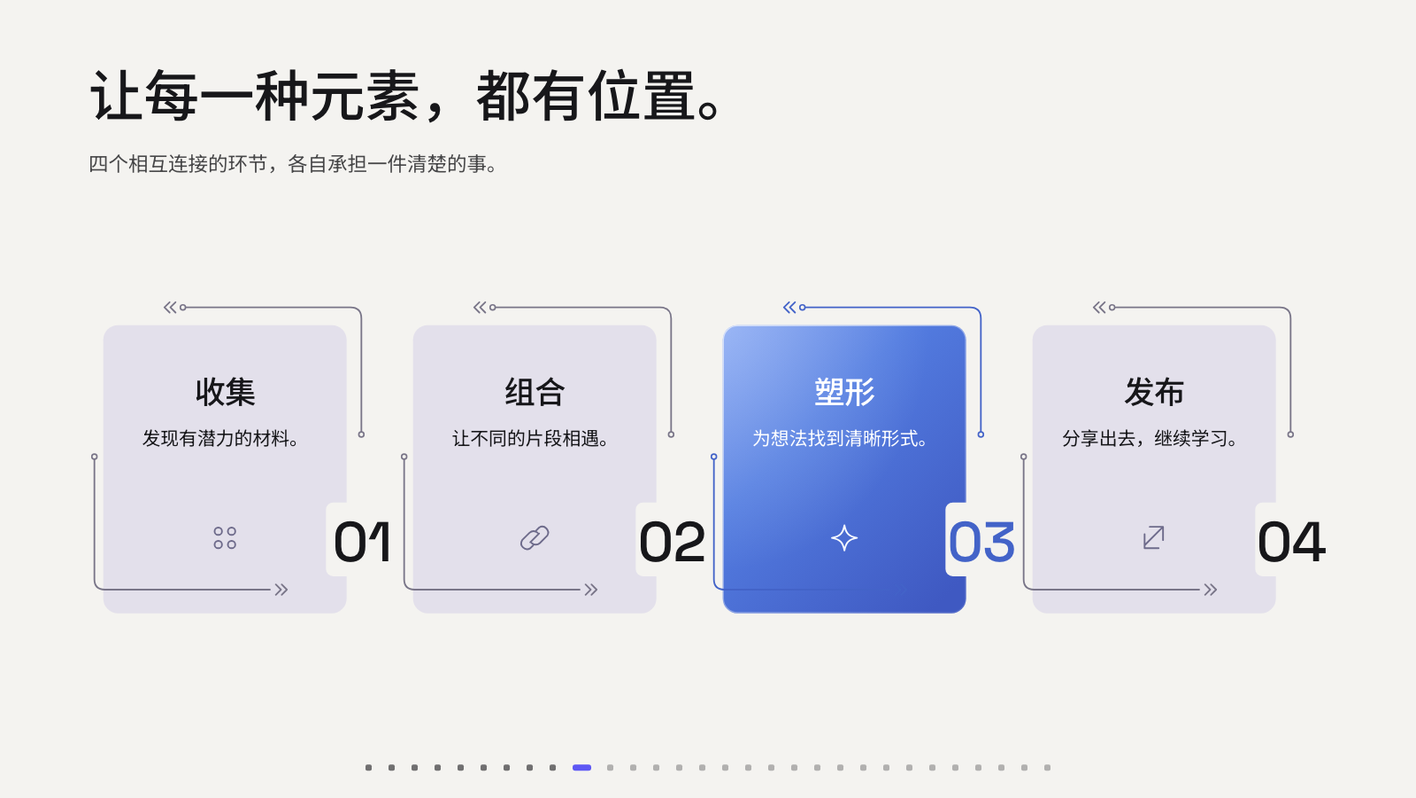 让每一种元素，都有位置。
四个相互连接的环节，各自承担一件清楚的事。
收集
发现有潜力的材料。
01
组合
让不同的片段相遇。
02
塑形
为想法找到清晰形式。
03
发布
分享出去，继续学习。
04